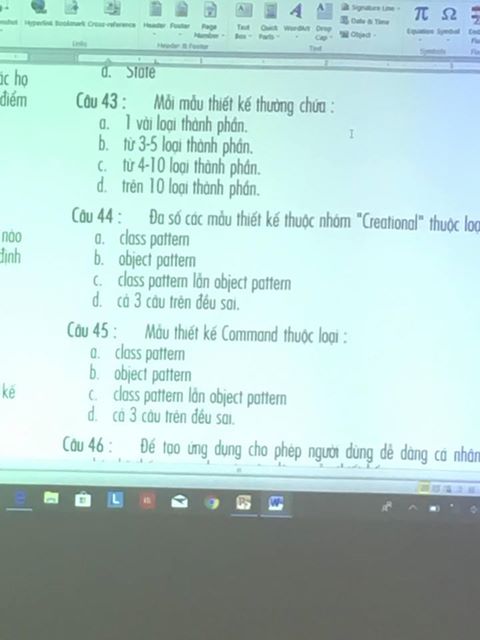 Hyperlink Bookmark Cross-reference
Header Footer Page Number
Text Box Quick Parts WordArt Drop Cap
Signature Line
Date & Time
Object
Equation Symbol
Links
Header & Footer
Text
Symbols
d. State
ác họ
điểm
Câu 43 : Mỗi mẫu thiết kế thường chứa :
a. 1 vài loại thành phần.
b. từ 3-5 loại thành phần.
c. từ 4-10 loại thành phần.
d. trên 10 loại thành phần.
Câu 44 : Đa số các mẫu thiết kế thuộc nhóm "Creational" thuộc loạ
nào
định
a. class pattern
b. object pattern
c. class pattern lẫn object pattern
d. cả 3 câu trên đều sai.
Câu 45 : Mẫu thiết kế Command thuộc loại :
a. class pattern
b. object pattern
kế
c. class pattern lẫn object pattern
d. cả 3 câu trên đều sai.
Câu 46 : Để tạo ứng dụng cho phép người dùng dễ dàng cá nhân